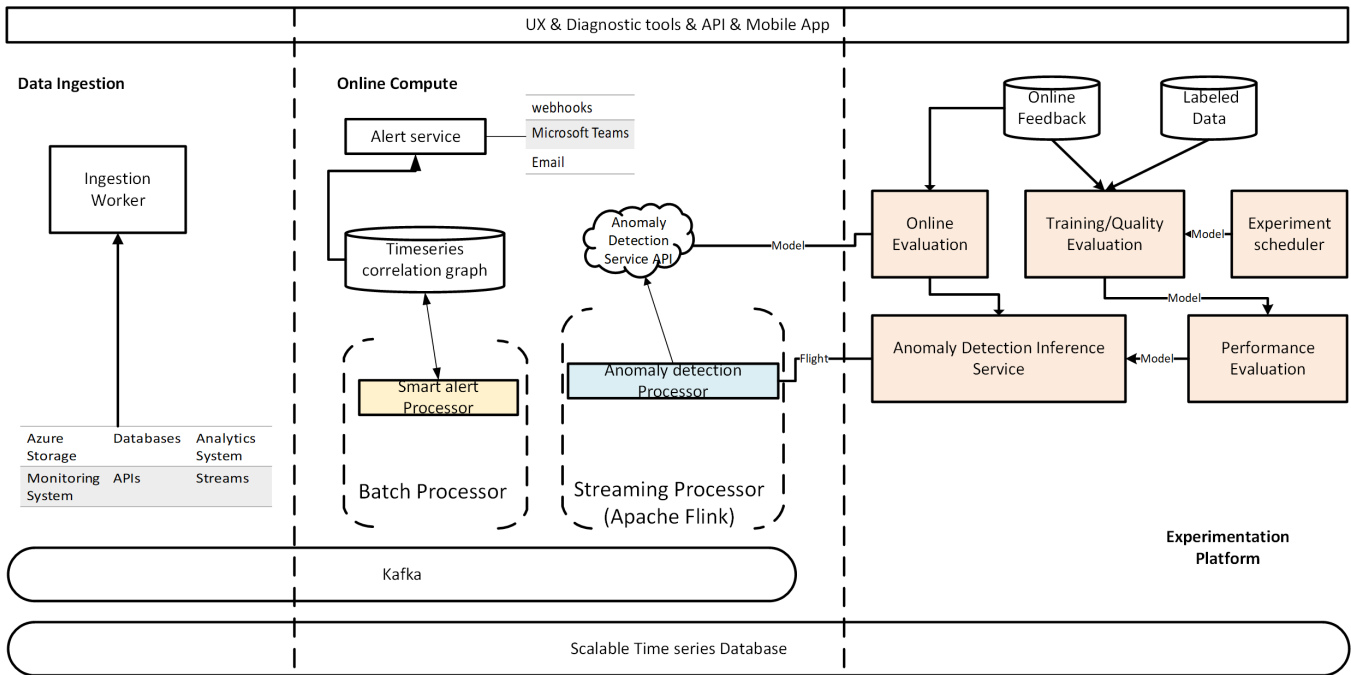 UX & Diagnostic tools & API & Mobile App
Data Ingestion
Ingestion
Worker
Azure
Storage
Databases
Analytics
System
Monitoring
System
APIs
Streams
Online Compute
Alert service
webhooks
Microsoft Teams
Email
Timeseries
correlation graph
Smart alert
Processor
Batch Processor
Anomaly
Detection
Service API
Anomaly detection
Processor
Streaming Processor
(Apache Flink)
Model
Flight
Online
Feedback
Labeled
Data
Online
Evaluation
Training/Quality
Evaluation
Model
Experiment
scheduler
Model
Anomaly Detection Inference
Service
Model
Performance
Evaluation
Experimentation
Platform
Kafka
Scalable Time series Database